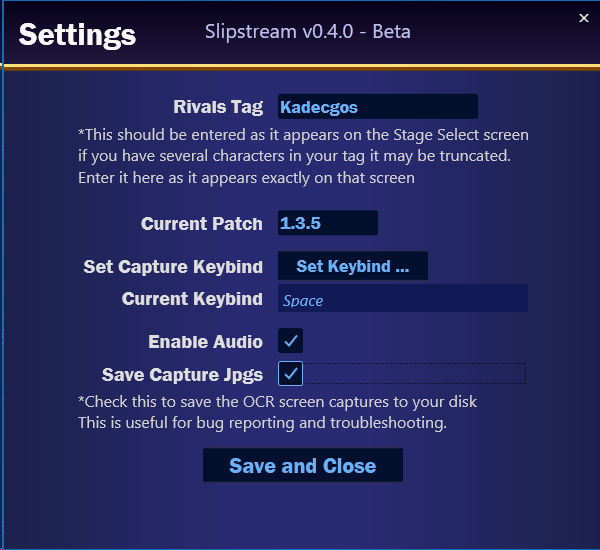 Settings
Slipstream v0.4.0 - Beta
×
Rivals Tag
Kadecgos
*This should be entered as it appears on the Stage Select screen
if you have several characters in your tag it may be truncated.
Enter it here as it appears exactly on that screen
Current Patch
1.3.5
Set Capture Keybind
Set Keybind ...
Current Keybind
Space
Enable Audio
Save Capture Jpgs
*Check this to save the OCR screen captures to your disk
This is useful for bug reporting and troubleshooting.
Save and Close